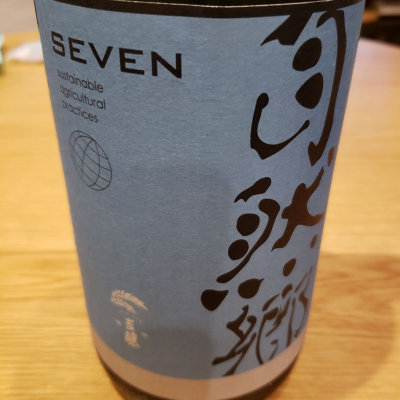 SEVEN
sustainable
agricultural
practices
自然郷